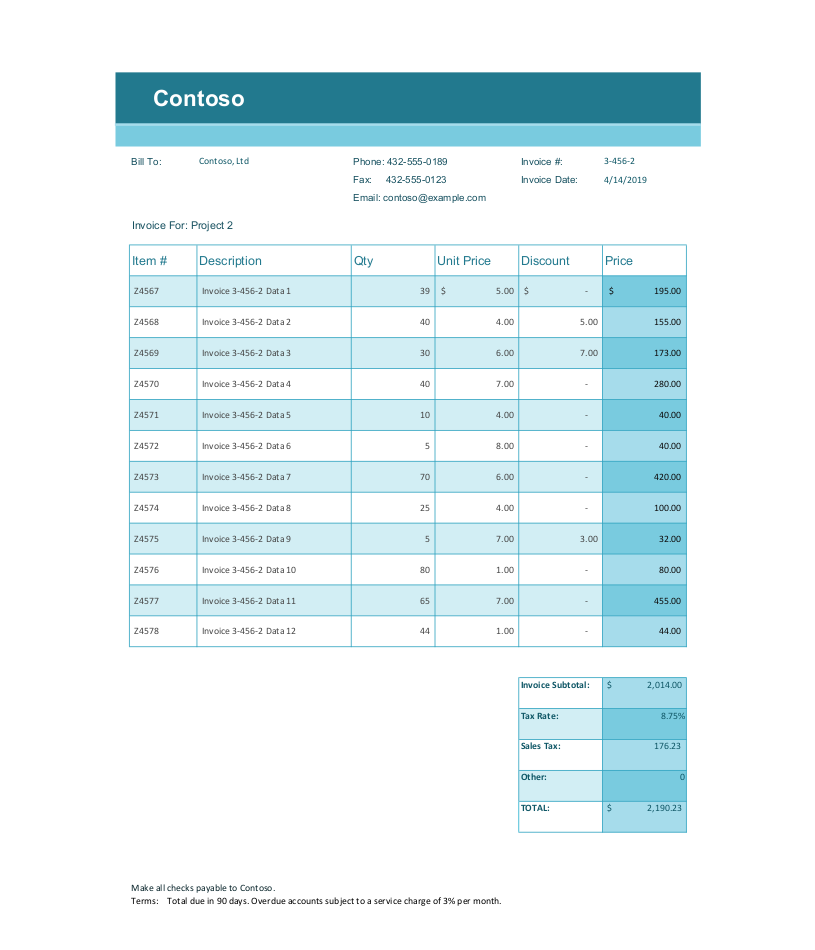 Contoso
Bill To: Contoso, Ltd Phone: 432-555-0189 Invoice #: 3-456-2
Fax: 432-555-0123 Invoice Date: 4/14/2019
Email: contoso@example.com
Invoice For: Project 2
Item # Description Qty Unit Price Discount Price
Z4567 Invoice 3-456-2 Data 1 39 $ 5.00 $ - $ 195.00
Z4568 Invoice 3-456-2 Data 2 40 4.00 5.00 155.00
Z4569 Invoice 3-456-2 Data 3 30 6.00 7.00 173.00
Z4570 Invoice 3-456-2 Data 4 40 7.00 - 280.00
Z4571 Invoice 3-456-2 Data 5 10 4.00 - 40.00
Z4572 Invoice 3-456-2 Data 6 5 8.00 - 40.00
Z4573 Invoice 3-456-2 Data 7 70 6.00 - 420.00
Z4574 Invoice 3-456-2 Data 8 25 4.00 - 100.00
Z4575 Invoice 3-456-2 Data 9 5 7.00 3.00 32.00
Z4576 Invoice 3-456-2 Data 10 80 1.00 - 80.00
Z4577 Invoice 3-456-2 Data 11 65 7.00 - 455.00
Z4578 Invoice 3-456-2 Data 12 44 1.00 - 44.00
Invoice Subtotal: $ 2,014.00
Tax Rate: 8.75%
Sales Tax: 176.23
Other: 0
TOTAL: $ 2,190.23
Make all checks payable to Contoso.
Terms: Total due in 90 days. Overdue accounts subject to a service charge of 3% per month.